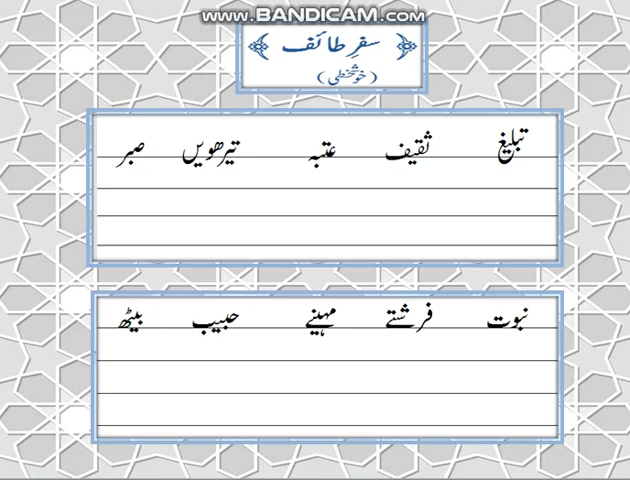 www.BANDICAM.com
سفرِ طائف
(خوشخطی)
تبلیغ ثقیف عتبہ تیرھویں صبر
نبوت فرشتے مہینے حبیب بیٹھ